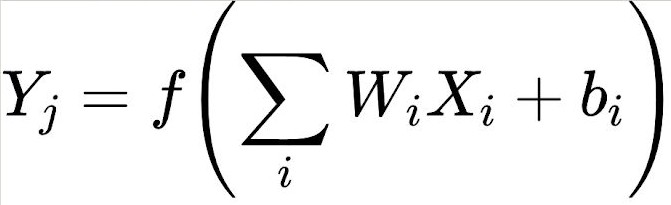 Y_j = f\left( \sum_i W_i X_i + b_i \right)